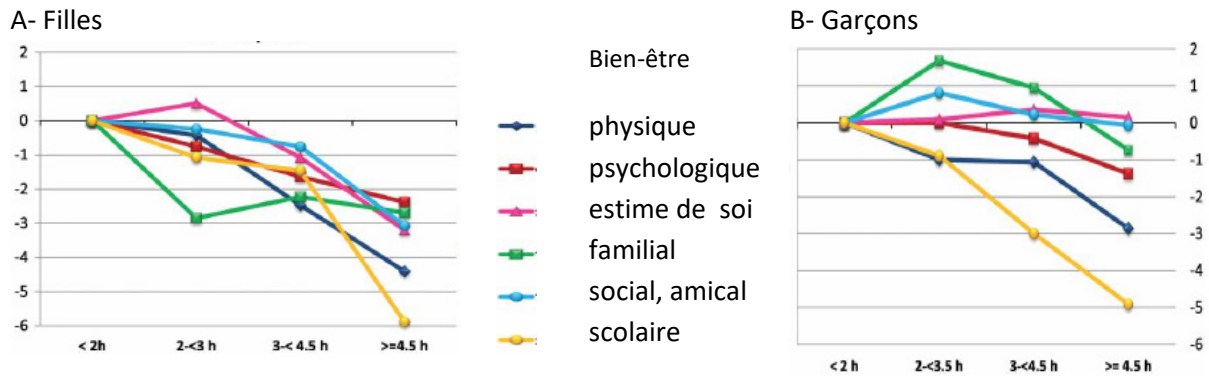 A- Filles
B- Garçons
2
1
0
-1
-2
-3
-4
-5
-6
< 2h
2-<3 h
3-< 4.5 h
>=4.5 h
Bien-être
physique
psychologique
estime de soi
familial
social, amical
scolaire
2
1
0
-1
-2
-3
-4
-5
-6
< 2 h
2-<3.5 h
3-<4.5 h
>= 4.5 h